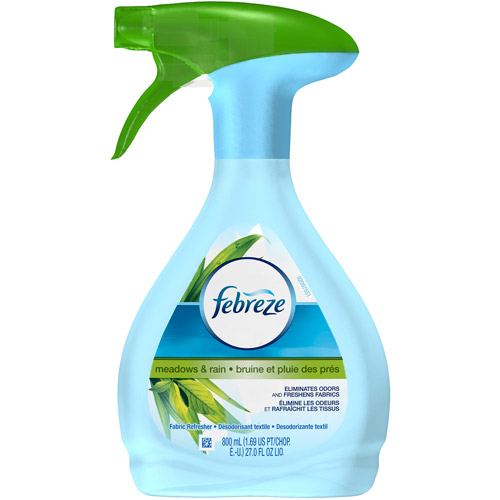 febreze
meadows & rain • bruine et pluie des prés
ELIMINATES ODORS
AND FRESHENS FABRICS
ÉLIMINE LES ODEURS
ET RAFRAÎCHIT LES TISSUS
Fabric Refresher • Désodorisant textile • Desodorizante textil
800 mL (1.69 US PT/CHOP.
É.-U.) 27.0 FL OZ LIQ.